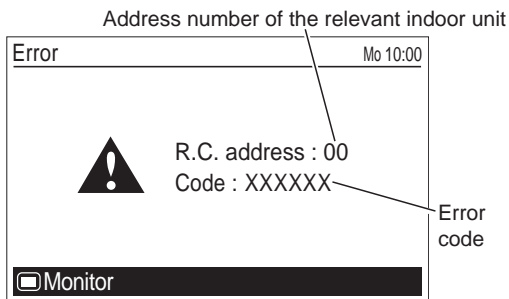 Address number of the relevant indoor unit
Error Mo 10:00
R.C. address : 00
Code : XXXXXX
Error
code
Monitor